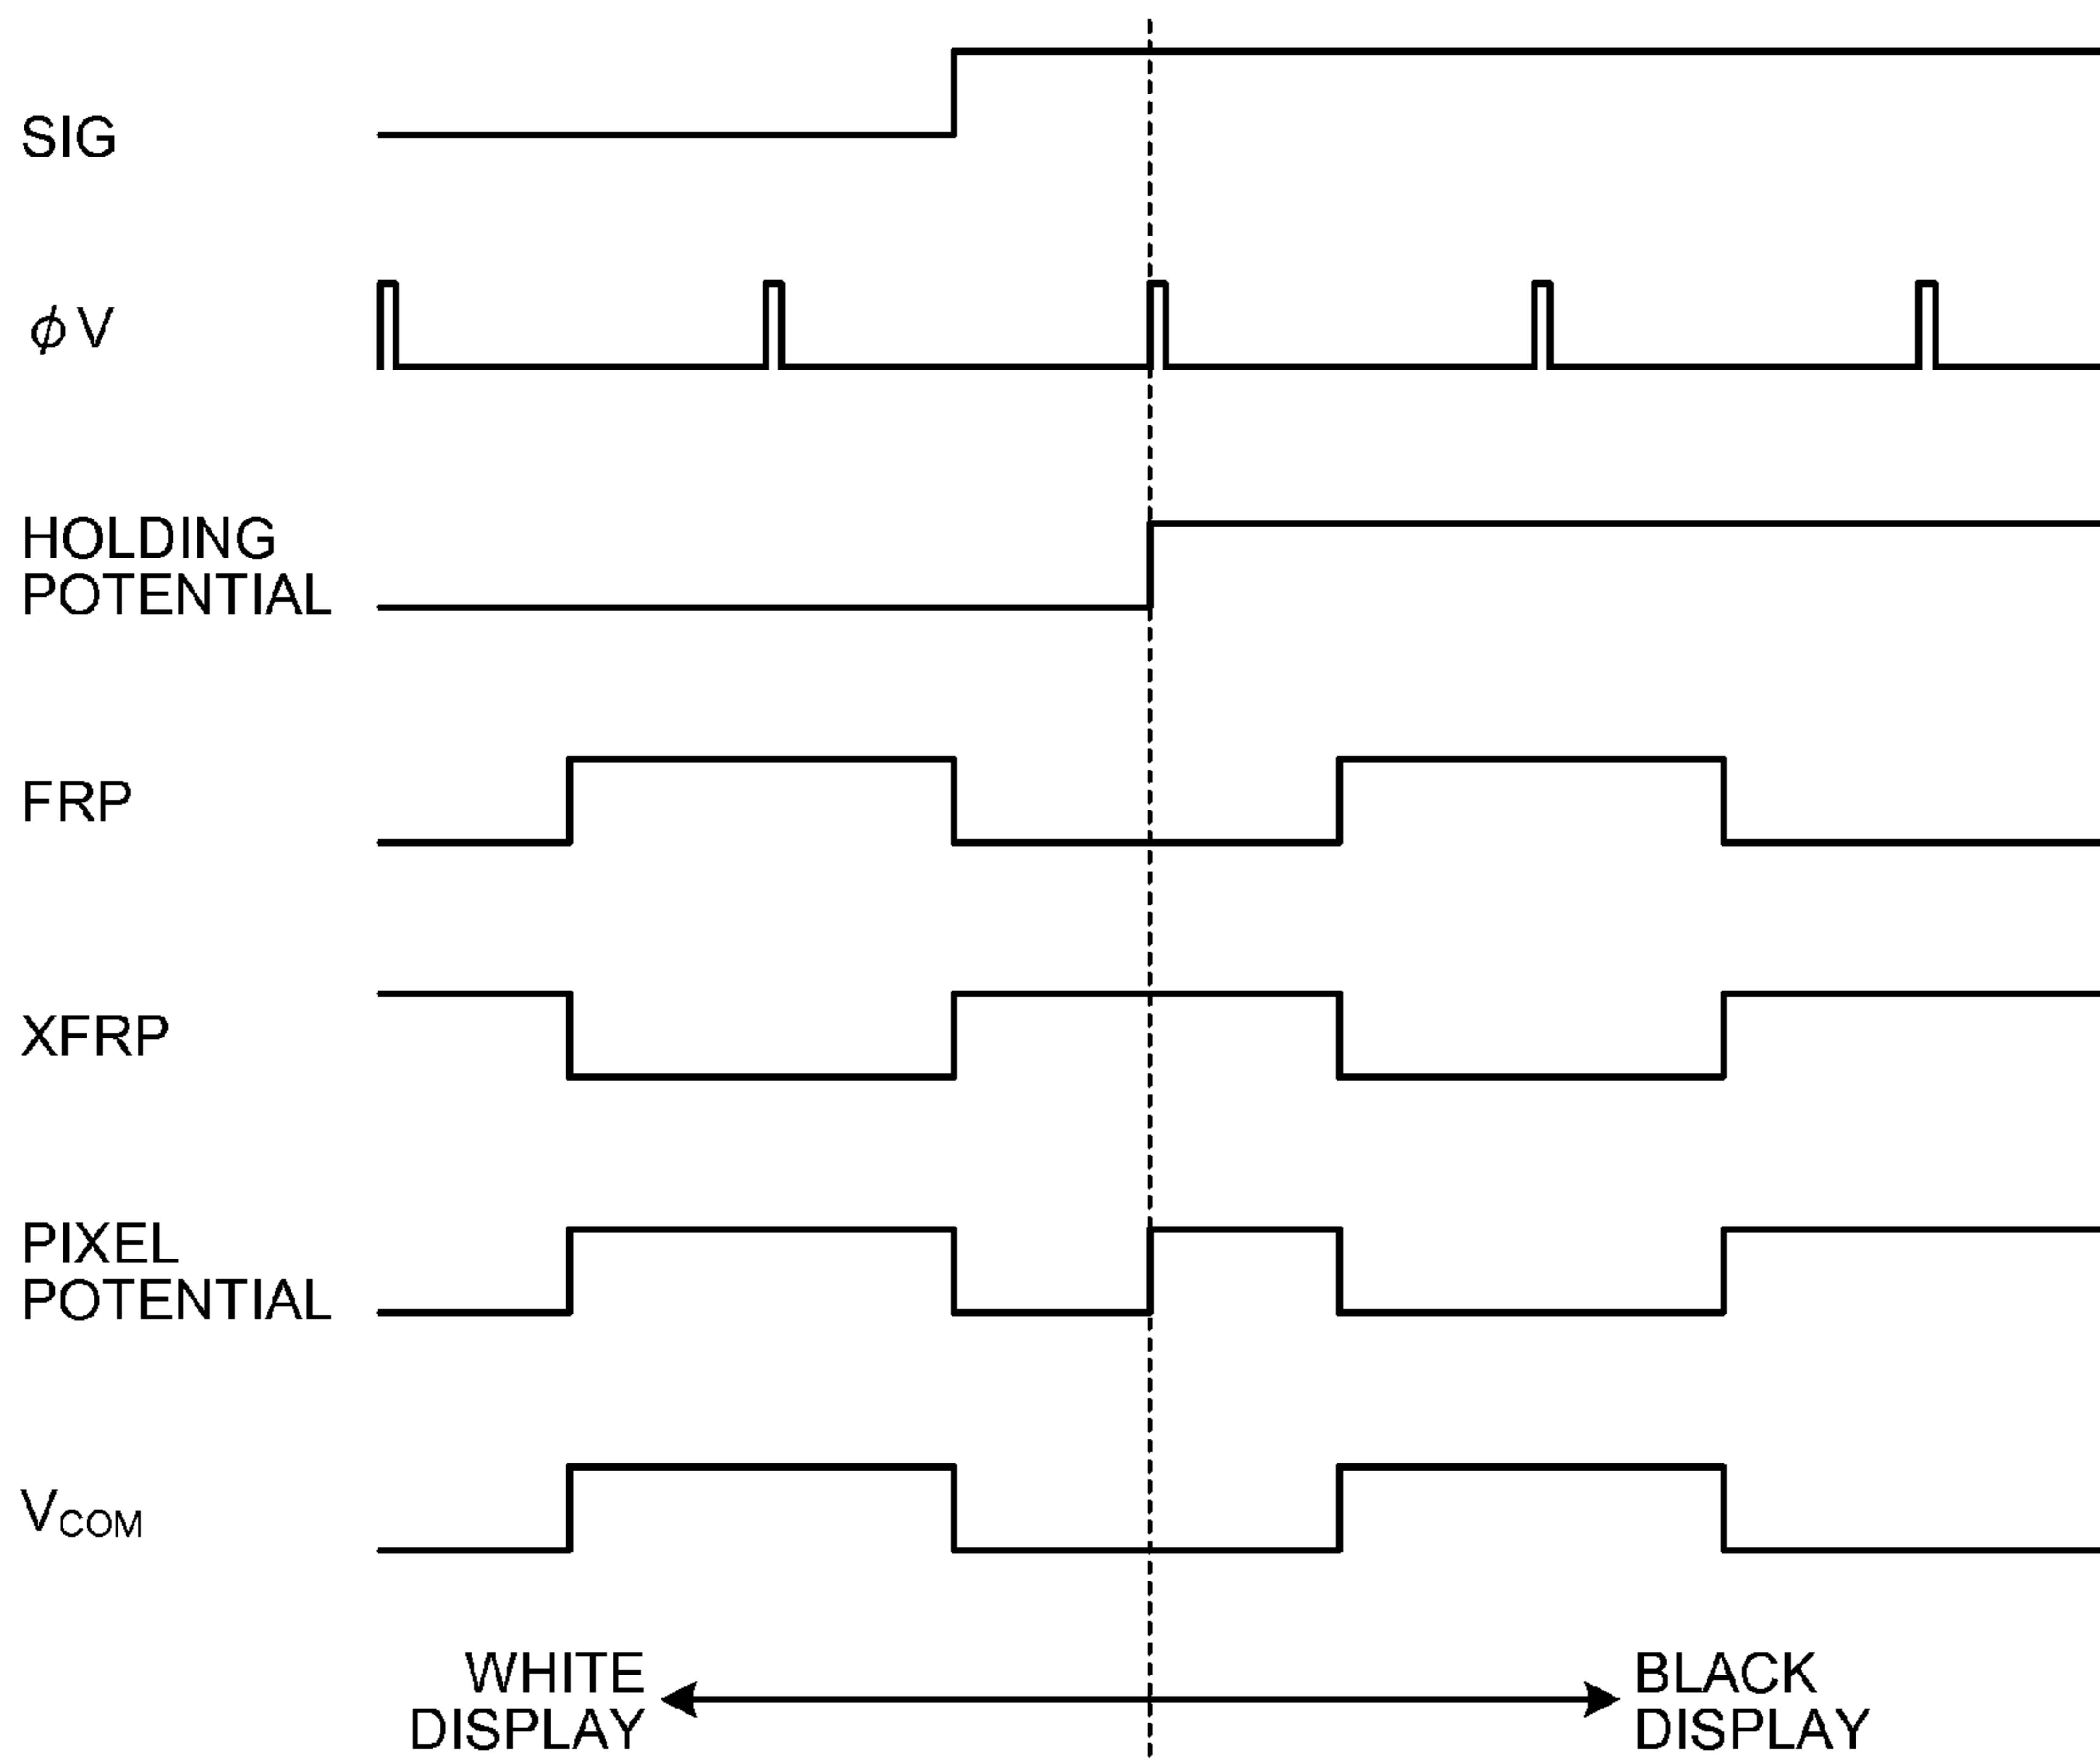 SIG
ϕV
HOLDING
POTENTIAL
FRP
XFRP
PIXEL
POTENTIAL
VCOM
WHITE
DISPLAY
BLACK
DISPLAY